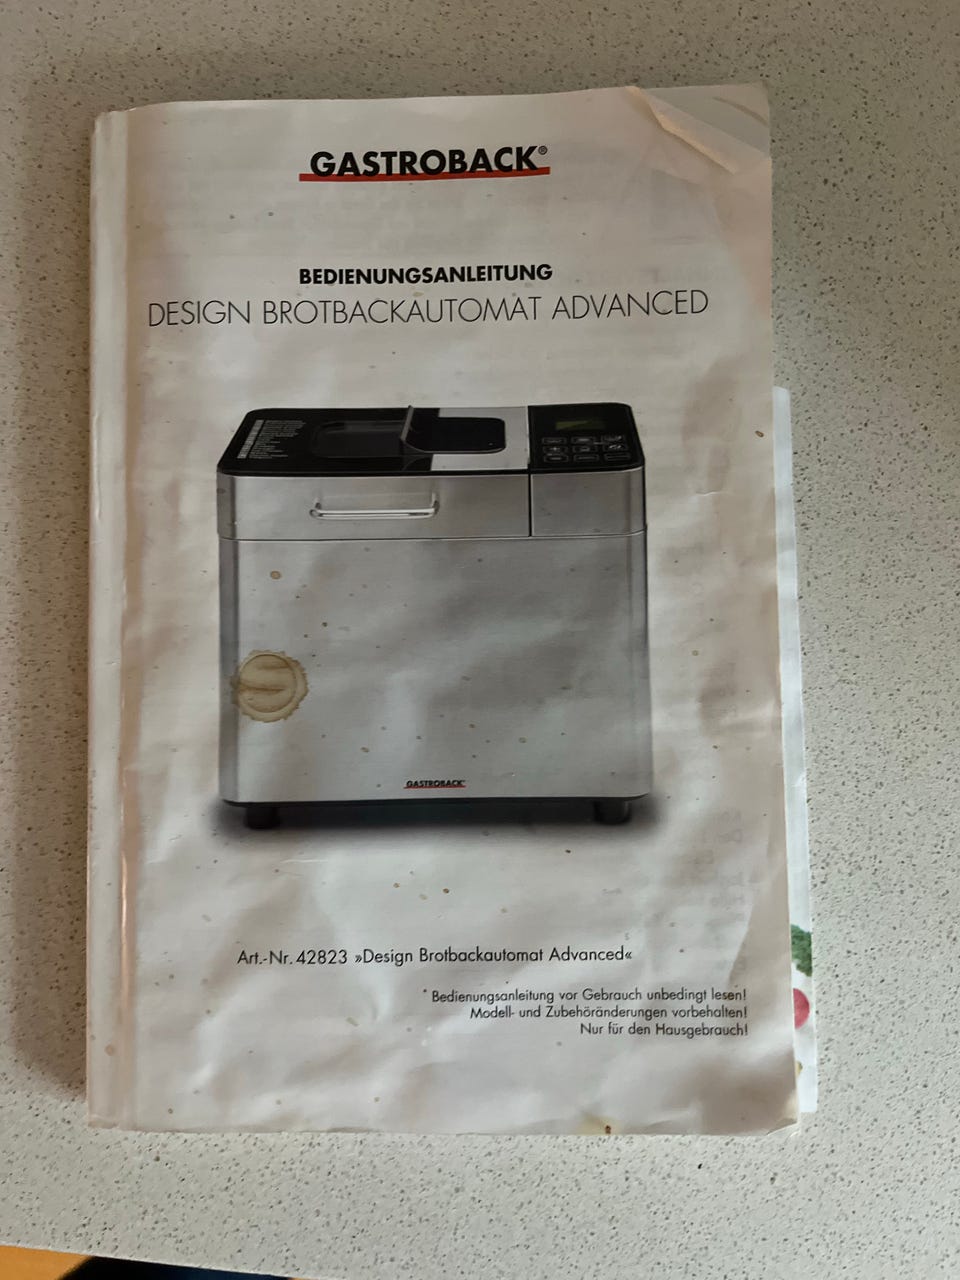 GASTROBACK®
BEDIENUNGSANLEITUNG
DESIGN BROTBACKAUTOMAT ADVANCED
GASTROBACK®
Art.-Nr. 42823 »Design Brotbackautomat Advanced«
* Bedienungsanleitung vor Gebrauch unbedingt lesen!
Modell- und Zubehöränderungen vorbehalten!
Nur für den Hausgebrauch!